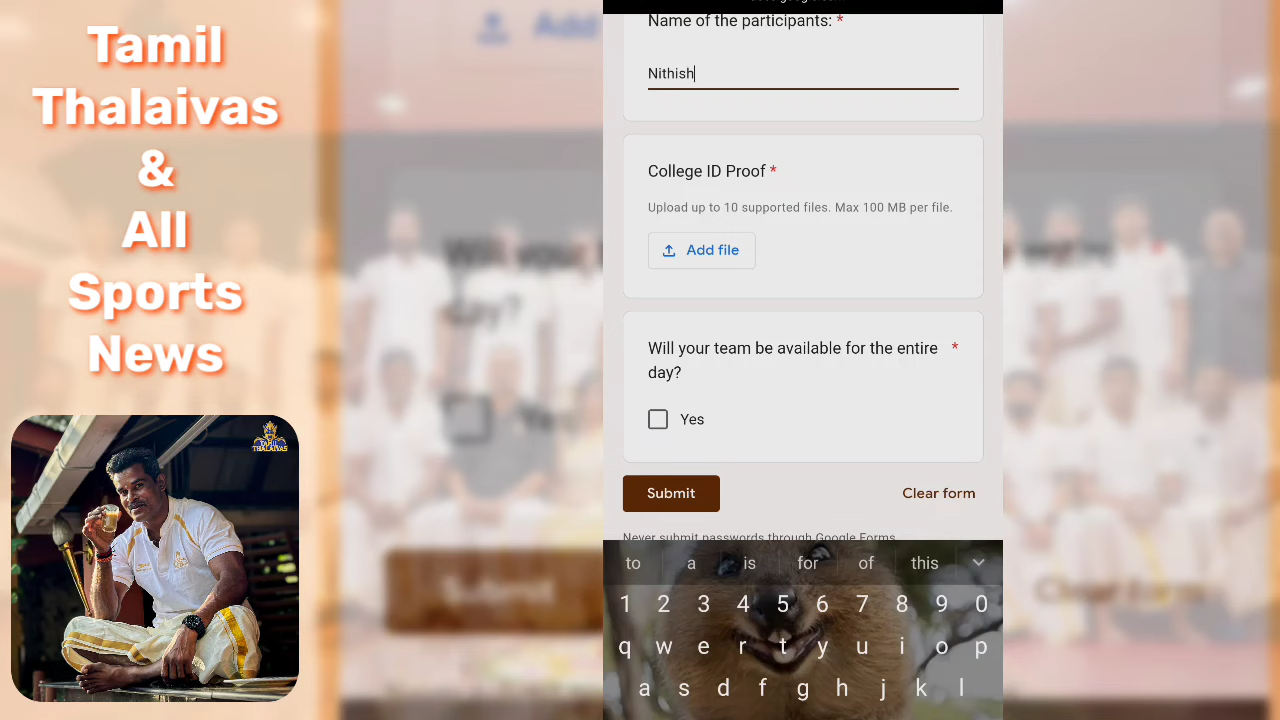 Tamil
Thalaivas
&
All
Sports
News
TAMIL
THALAIVAS
Add
Name of the participants: *
Nithish
College ID Proof *
Upload up to 10 supported files. Max 100 MB per file.
Add file
Will your team be available for the entire *
day?
Yes
Submit
Clear form
Never submit passwords through Google Forms.
to a is for of this
1 2 3 4 5 6 7 8 9 0
q w e r t y u i o p
a s d f g h j k l